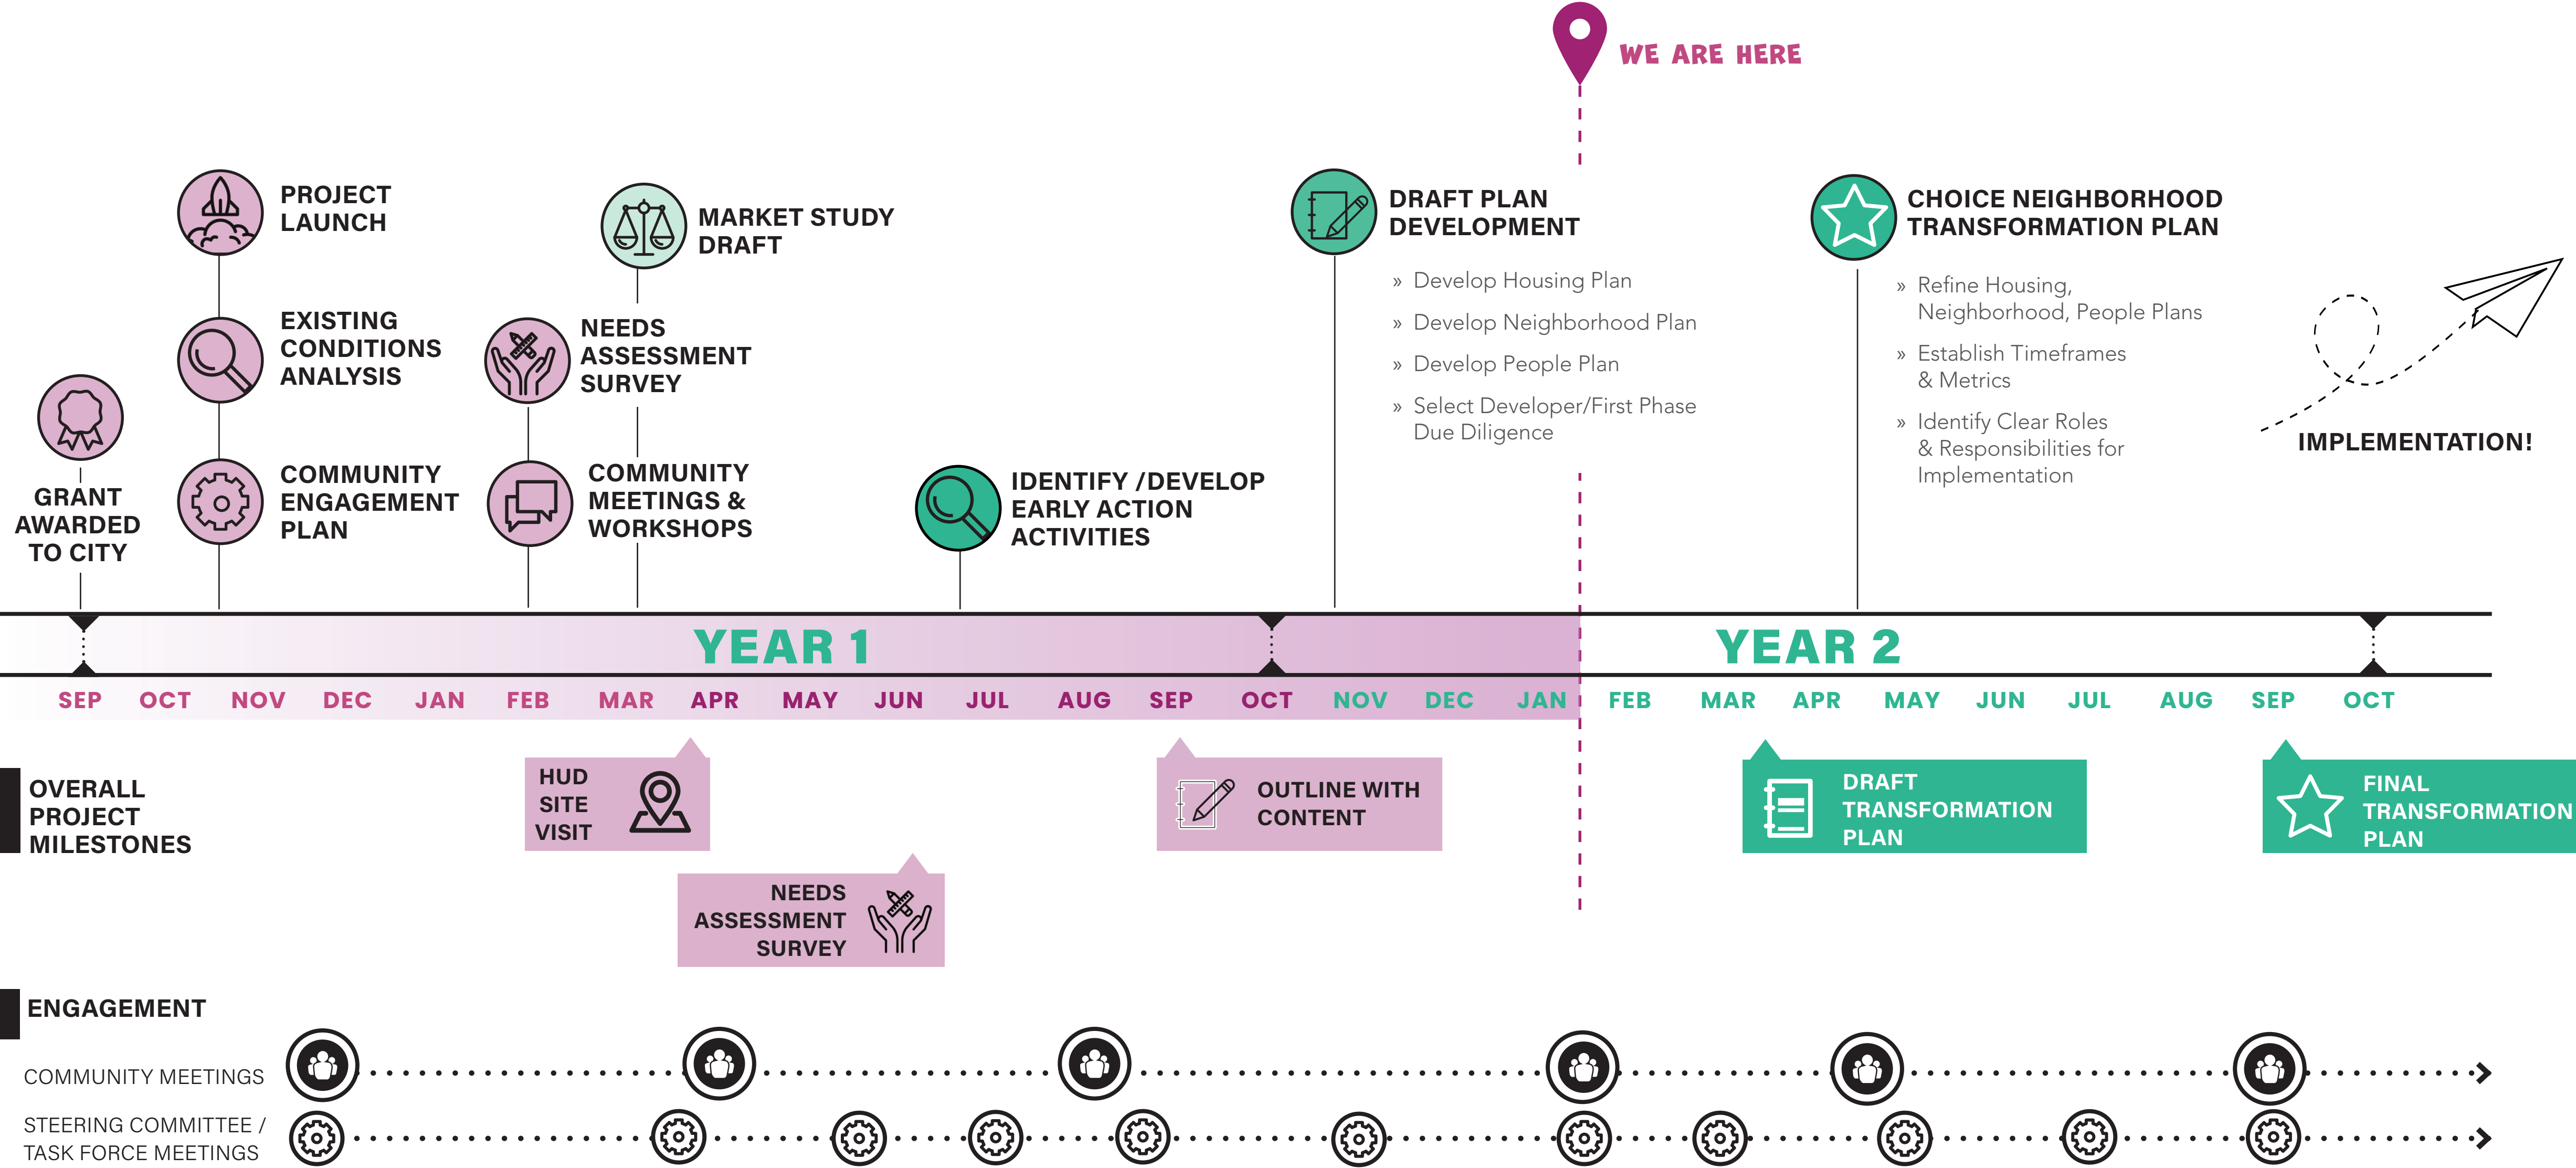 WE ARE HERE
PROJECT
LAUNCH
EXISTING
CONDITIONS
ANALYSIS
GRANT
AWARDED
TO CITY
COMMUNITY
ENGAGEMENT
PLAN
MARKET STUDY
DRAFT
NEEDS
ASSESSMENT
SURVEY
COMMUNITY
MEETINGS &
WORKSHOPS
IDENTIFY /DEVELOP
EARLY ACTION
ACTIVITIES
DRAFT PLAN
DEVELOPMENT
» Develop Housing Plan
» Develop Neighborhood Plan
» Develop People Plan
» Select Developer/First Phase
Due Diligence
CHOICE NEIGHBORHOOD
TRANSFORMATION PLAN
» Refine Housing,
Neighborhood, People Plans
» Establish Timeframes
& Metrics
» Identify Clear Roles
& Responsibilities for
Implementation
IMPLEMENTATION!
YEAR 1 YEAR 2
SEP OCT NOV DEC JAN FEB MAR APR MAY JUN JUL AUG SEP OCT NOV DEC JAN FEB MAR APR MAY JUN JUL AUG SEP OCT
OVERALL
PROJECT
MILESTONES
HUD
SITE
VISIT
NEEDS
ASSESSMENT
SURVEY
OUTLINE WITH
CONTENT
DRAFT
TRANSFORMATION
PLAN
FINAL
TRANSFORMATION
PLAN
ENGAGEMENT
COMMUNITY MEETINGS
STEERING COMMITTEE /
TASK FORCE MEETINGS